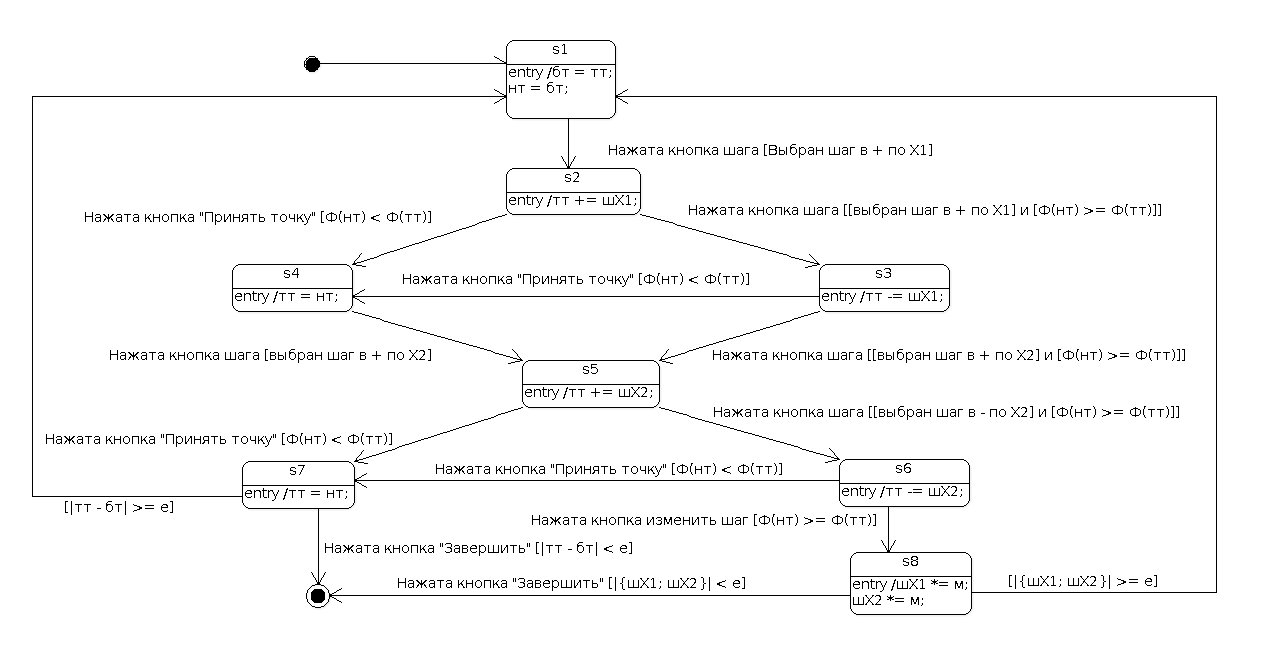 s1
entry /бт = тт;
нт = бт;
Нажата кнопка шага [Выбран шаг в + по X1]
s2
entry /тт += шX1;
Нажата кнопка "Принять точку" [Ф(нт) < Ф(тт)]
Нажата кнопка шага [[выбран шаг в + по X1] и [Ф(нт) >= Ф(тт)]]
s4
entry /тт = нт;
Нажата кнопка "Принять точку" [Ф(нт) < Ф(тт)]
s3
entry /тт -= шX1;
Нажата кнопка шага [выбран шаг в + по X2]
Нажата кнопка шага [[выбран шаг в + по X2] и [Ф(нт) >= Ф(тт)]]
s5
entry /тт += шX2;
Нажата кнопка шага [[выбран шаг в - по X2] и [Ф(нт) >= Ф(тт)]]
Нажата кнопка "Принять точку" [Ф(нт) < Ф(тт)]
s7
entry /тт = нт;
Нажата кнопка "Принять точку" [Ф(нт) < Ф(тт)]
s6
entry /тт -= шX2;
[|тт - бт| >= e]
Нажата кнопка изменить шаг [Ф(нт) >= Ф(тт)]
Нажата кнопка "Завершить" [|тт - бт| < e]
s8
entry /шX1 *= м;
шX2 *= м;
Нажата кнопка "Завершить" [|{шX1; шX2}| < e]
[|{шX1; шX2}| >= e]